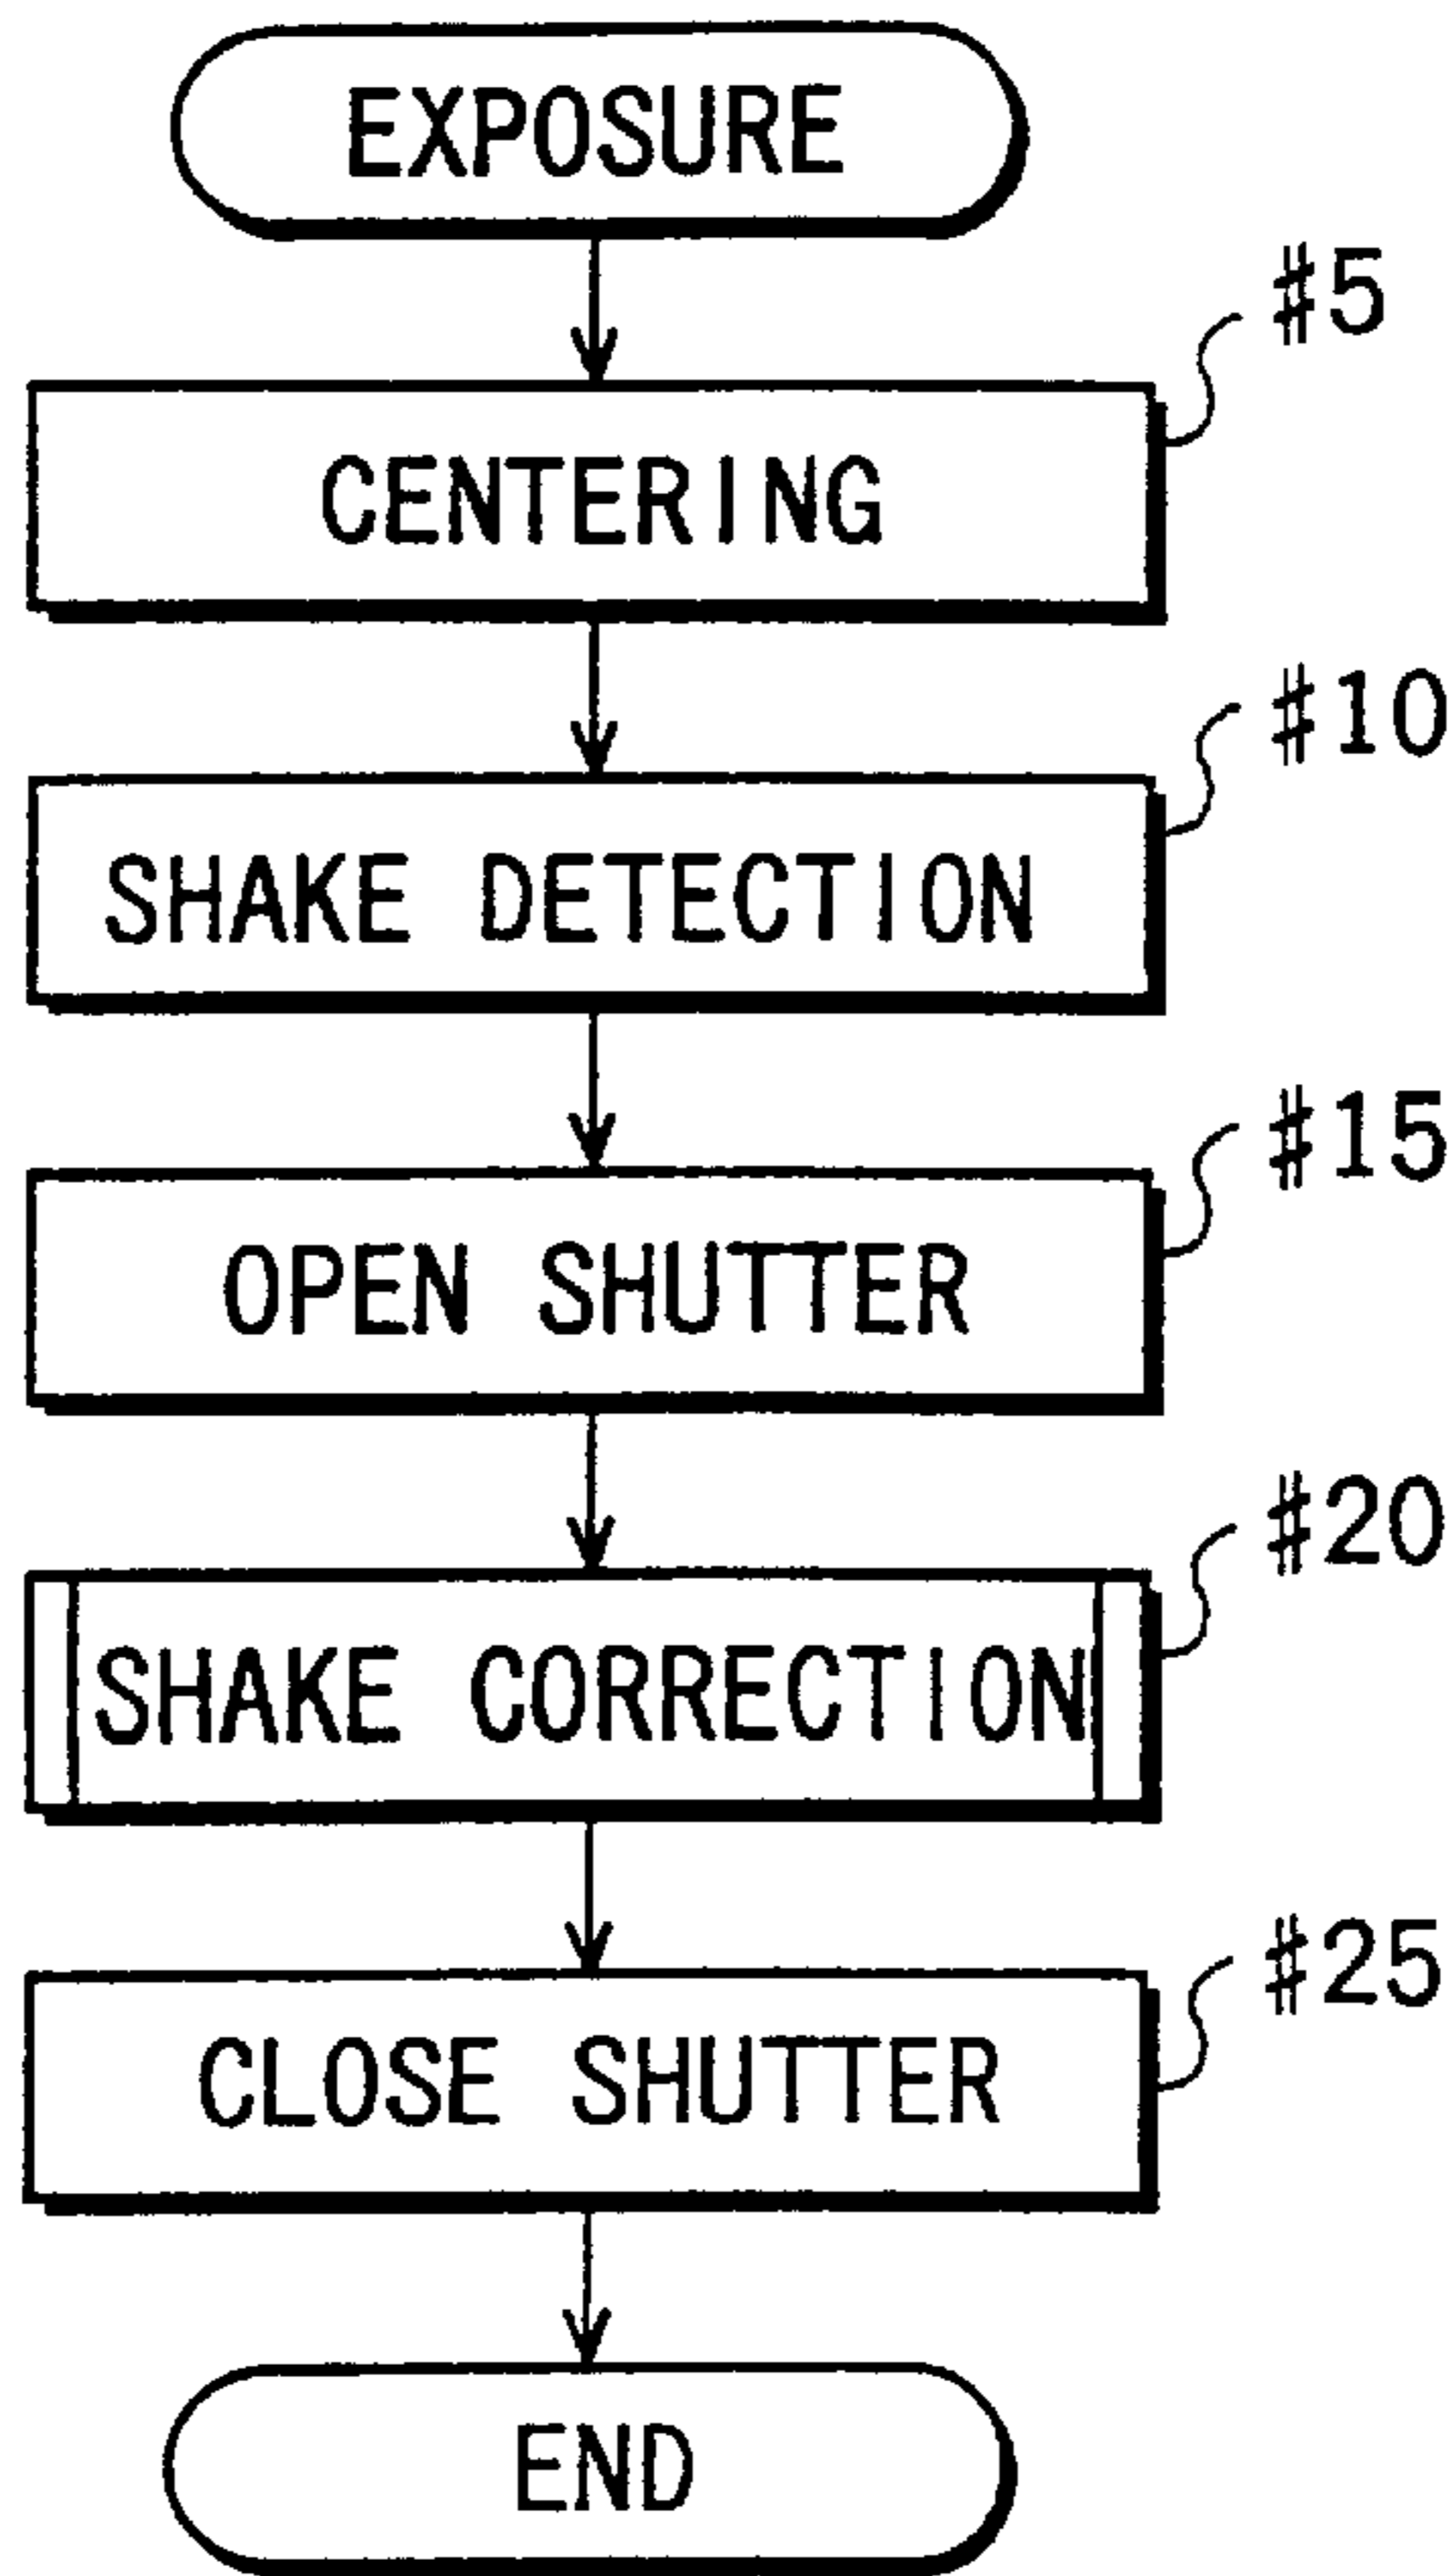 EXPOSURE
#5
CENTERING
#10
SHAKE DETECTION
#15
OPEN SHUTTER
#20
SHAKE CORRECTION
#25
CLOSE SHUTTER
END